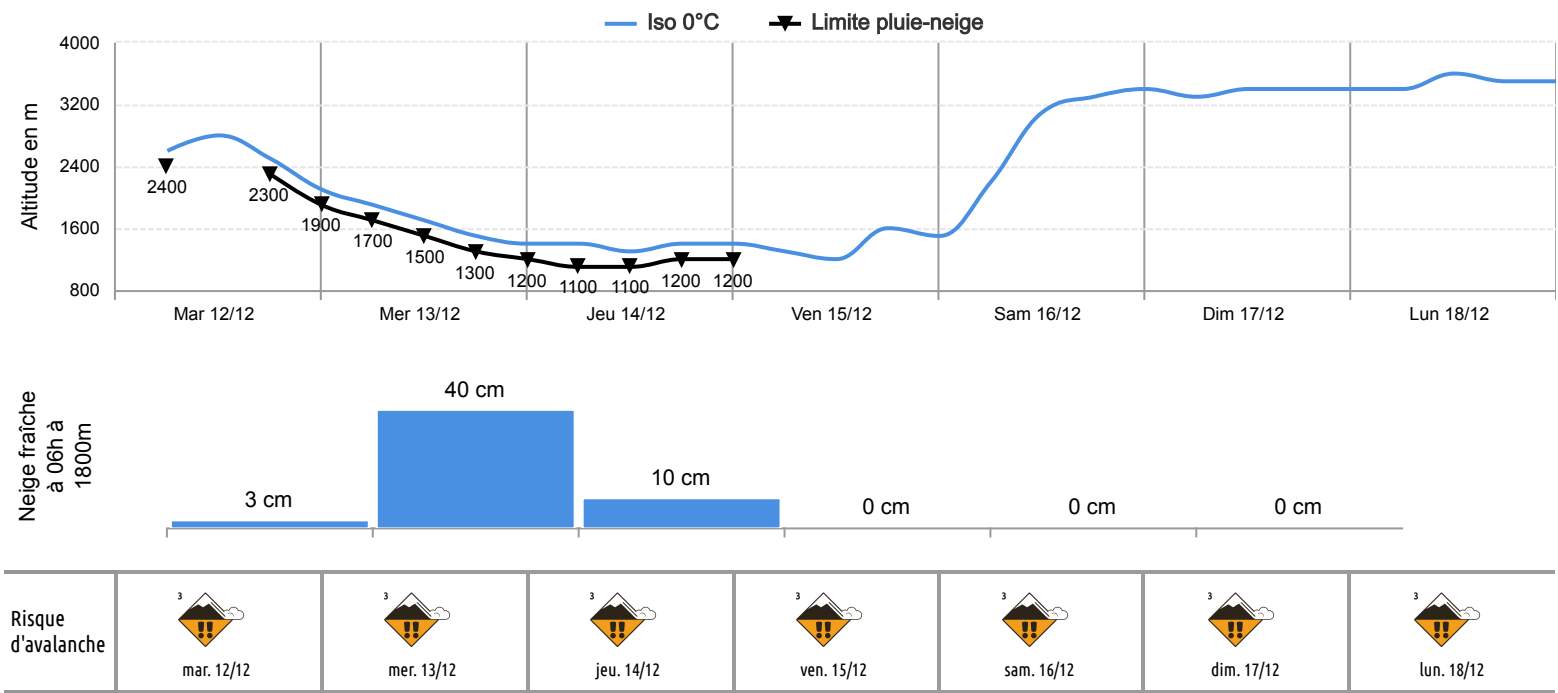 Iso 0°C Limite pluie-neige
4000
3200
2400
1600
800
Altitude en m
2400
2300
1900
1700
1500
1300
1200
1100
1100
1200
1200
Mar 12/12 Mer 13/12 Jeu 14/12 Ven 15/12 Sam 16/12 Dim 17/12 Lun 18/12
Neige fraîche
à 06h à
1800m
3 cm
40 cm
10 cm
0 cm
0 cm
0 cm
Risque
d'avalanche
3 3 3 3 3 3 3
!! !! !! !! !! !! !!
mar. 12/12 mer. 13/12 jeu. 14/12 ven. 15/12 sam. 16/12 dim. 17/12 lun. 18/12